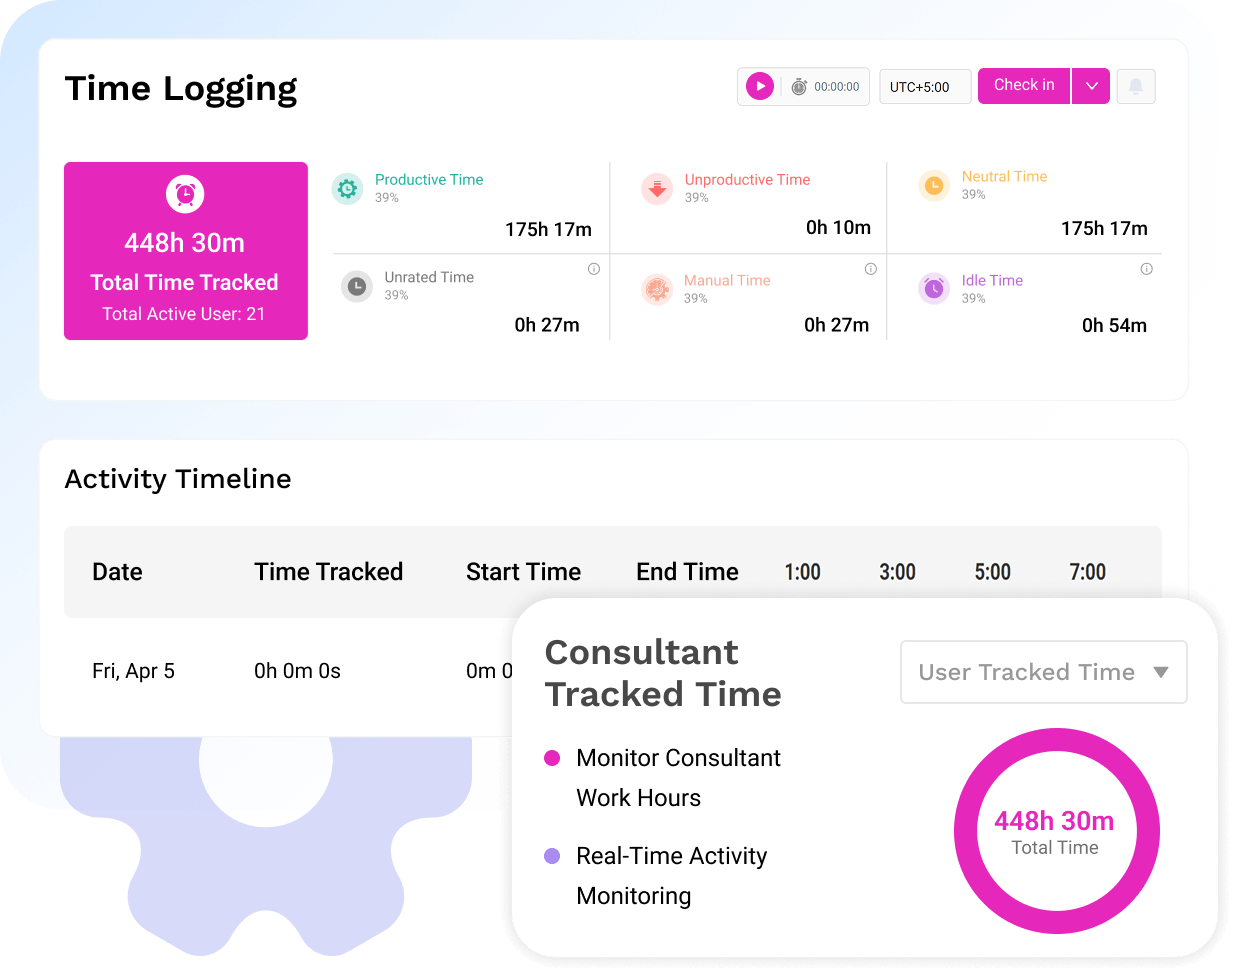 Time Logging
00:00:00
UTC+5:00
Check in
448h 30m
Total Time Tracked
Total Active User: 21
Productive Time
39%
175h 17m
Unproductive Time
39%
0h 10m
Neutral Time
39%
175h 17m
Unrated Time
39%
0h 27m
Manual Time
39%
0h 27m
Idle Time
39%
0h 54m
Activity Timeline
Date Time Tracked Start Time End Time 1:00 3:00 5:00 7:00
Fri, Apr 5 0h 0m 0s 0m 0
Consultant
Tracked Time
User Tracked Time
Monitor Consultant
Work Hours
Real-Time Activity
Monitoring
448h 30m
Total Time